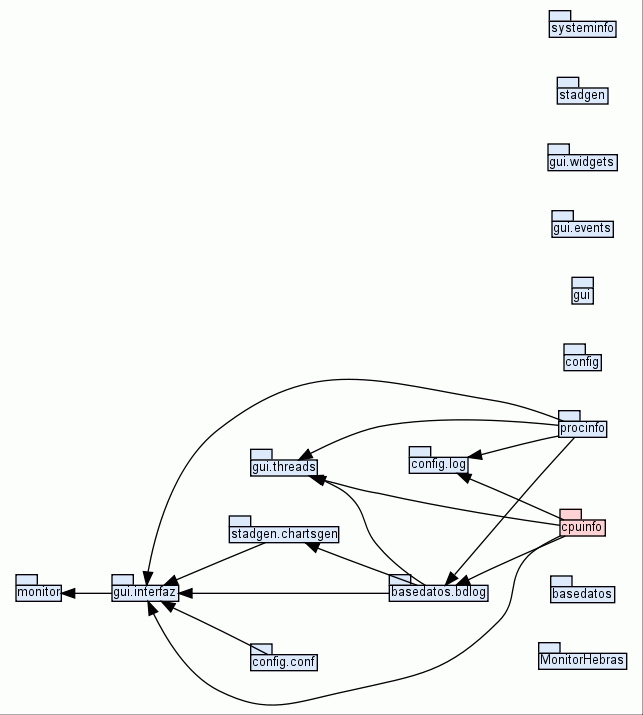 systeminfo
stadgen
gui.widgets
gui.events
gui
config
procinfo
config.log
gui.threads
cpuinfo
stadgen.chartsgen
monitor
gui.interfaz
basedatos.bdlog
basedatos
config.conf
MonitorHebras